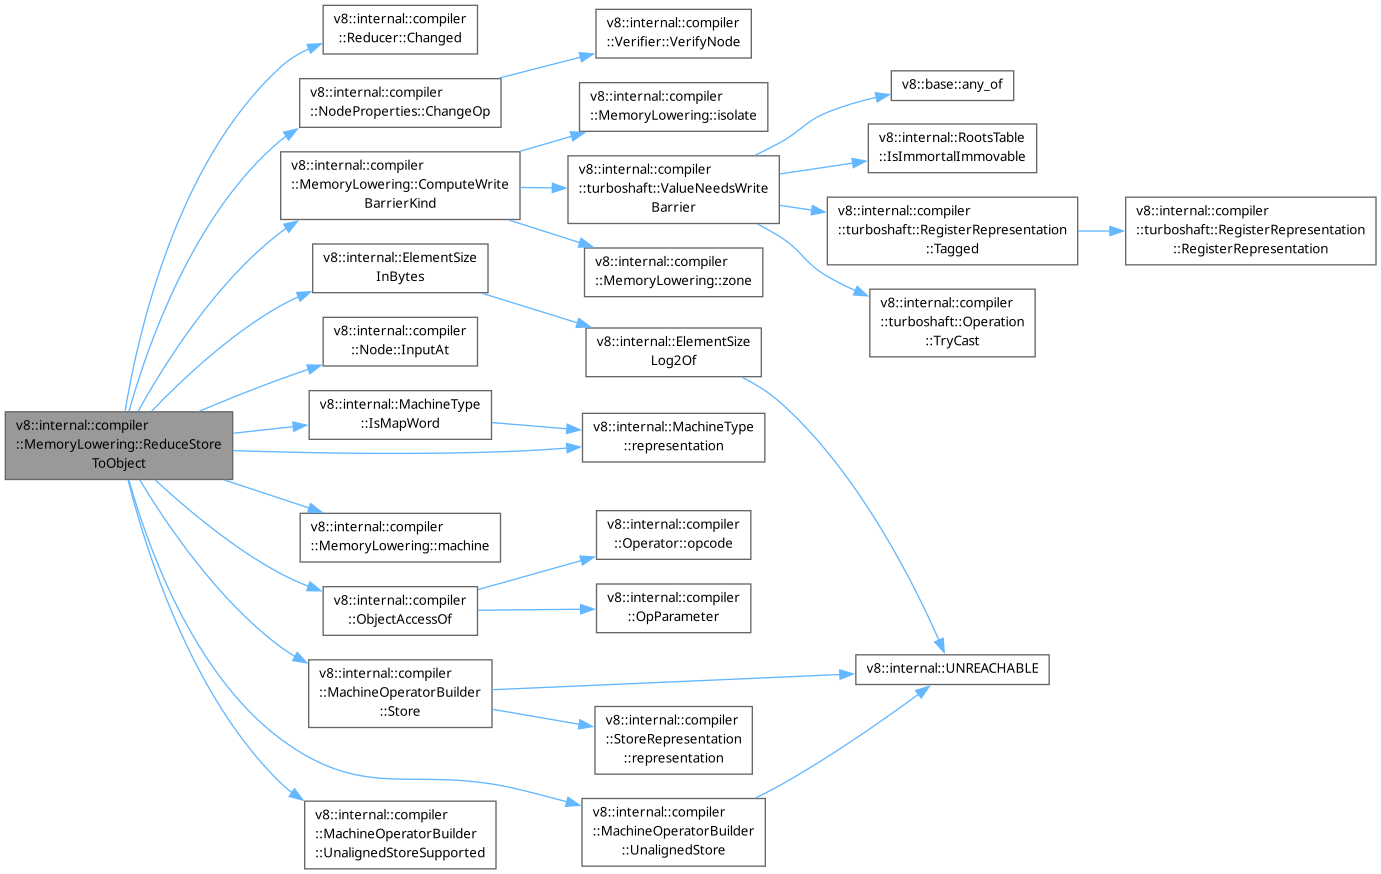 v8::internal::compiler
::MemoryLowering::ReduceStore
ToObject
v8::internal::compiler
::Reducer::Changed
v8::internal::compiler
::NodeProperties::ChangeOp
v8::internal::compiler
::Verifier::VerifyNode
v8::internal::compiler
::MemoryLowering::ComputeWrite
BarrierKind
v8::internal::compiler
::MemoryLowering::isolate
v8::internal::compiler
::turboshaft::ValueNeedsWrite
Barrier
v8::base::any_of
v8::internal::RootsTable
::IsImmortalImmovable
v8::internal::compiler
::turboshaft::RegisterRepresentation
::Tagged
v8::internal::compiler
::turboshaft::RegisterRepresentation
::RegisterRepresentation
v8::internal::compiler
::turboshaft::Operation
::TryCast
v8::internal::compiler
::MemoryLowering::zone
v8::internal::ElementSize
InBytes
v8::internal::ElementSize
Log2Of
v8::internal::UNREACHABLE
v8::internal::compiler
::Node::InputAt
v8::internal::MachineType
::IsMapWord
v8::internal::MachineType
::representation
v8::internal::compiler
::MemoryLowering::machine
v8::internal::compiler
::ObjectAccessOf
v8::internal::compiler
::Operator::opcode
v8::internal::compiler
::OpParameter
v8::internal::compiler
::MachineOperatorBuilder
::Store
v8::internal::compiler
::StoreRepresentation
::representation
v8::internal::compiler
::MachineOperatorBuilder
::UnalignedStore
v8::internal::compiler
::MachineOperatorBuilder
::UnalignedStoreSupported